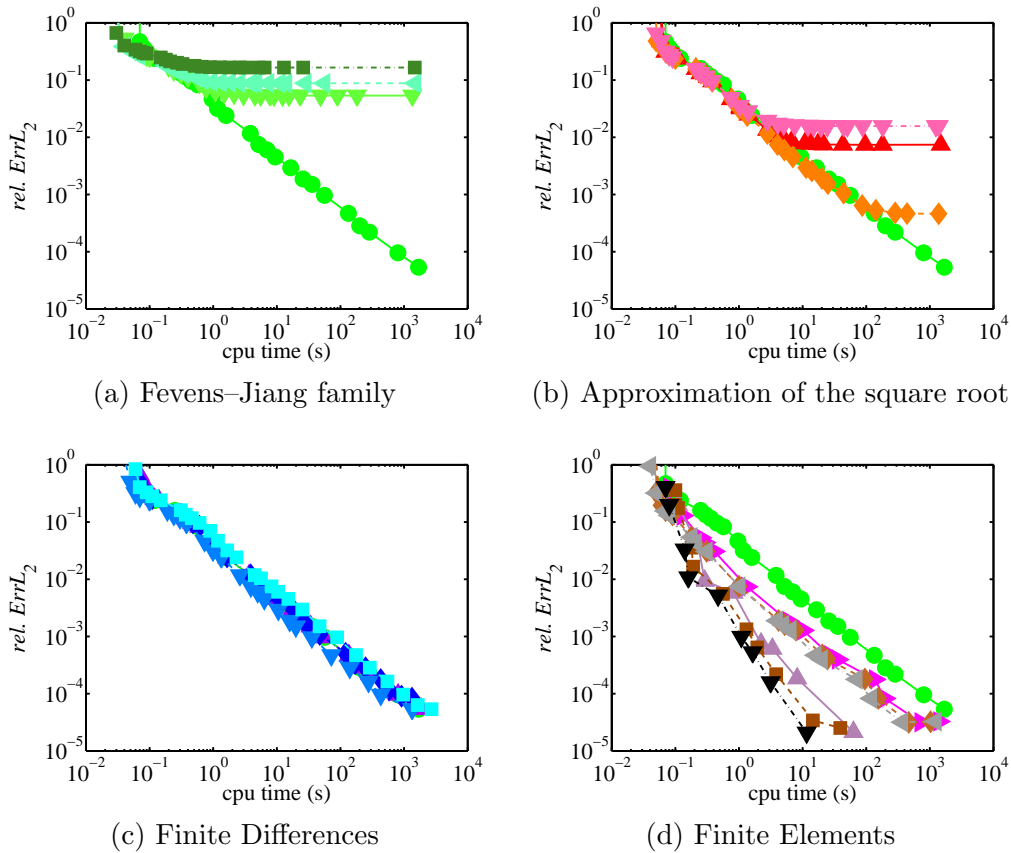 10^0
10^-1
10^-2
10^-3
10^-4
10^-5
rel. ErrL_2
10^-2 10^-1 10^0 10^1 10^2 10^3 10^4
cpu time (s)
(a) Fevens–Jiang family
10^0
10^-1
10^-2
10^-3
10^-4
10^-5
rel. ErrL_2
10^-2 10^-1 10^0 10^1 10^2 10^3 10^4
cpu time (s)
(b) Approximation of the square root
10^0
10^-1
10^-2
10^-3
10^-4
10^-5
rel. ErrL_2
10^-2 10^-1 10^0 10^1 10^2 10^3 10^4
cpu time (s)
(c) Finite Differences
10^0
10^-1
10^-2
10^-3
10^-4
10^-5
rel. ErrL_2
10^-2 10^-1 10^0 10^1 10^2 10^3 10^4
cpu time (s)
(d) Finite Elements